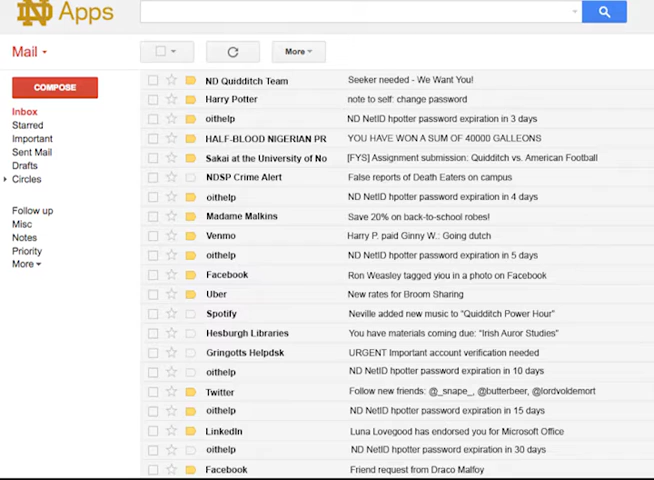 ND Apps
Mail
More
COMPOSE
Inbox
Starred
Important
Sent Mail
Drafts
Circles
Follow up
Misc
Notes
Priority
More
ND Quidditch Team Seeker needed - We Want You!
Harry Potter note to self: change password
oithelp ND NetID hpotter password expiration in 3 days
HALF-BLOOD NIGERIAN PR YOU HAVE WON A SUM OF 40000 GALLEONS
Sakai at the University of No [FYS] Assignment submission: Quidditch vs. American Football
NDSP Crime Alert False reports of Death Eaters on campus
oithelp ND NetID hpotter password expiration in 4 days
Madame Malkins Save 20% on back-to-school robes!
Venmo Harry P. paid Ginny W.: Going dutch
oithelp ND NetID hpotter password expiration in 5 days
Facebook Ron Weasley tagged you in a photo on Facebook
Uber New rates for Broom Sharing
Spotify Neville added new music to "Quidditch Power Hour"
Hesburgh Libraries You have materials coming due: "Irish Auror Studies"
Gringotts Helpdsk URGENT Important account verification needed
oithelp ND NetID hpotter password expiration in 10 days
Twitter Follow new friends: @_snape_, @butterbeer, @lordvoldemort
oithelp ND NetID hpotter password expiration in 15 days
LinkedIn Luna Lovegood has endorsed you for Microsoft Office
oithelp ND NetID hpotter password expiration in 30 days
Facebook Friend request from Draco Malfoy